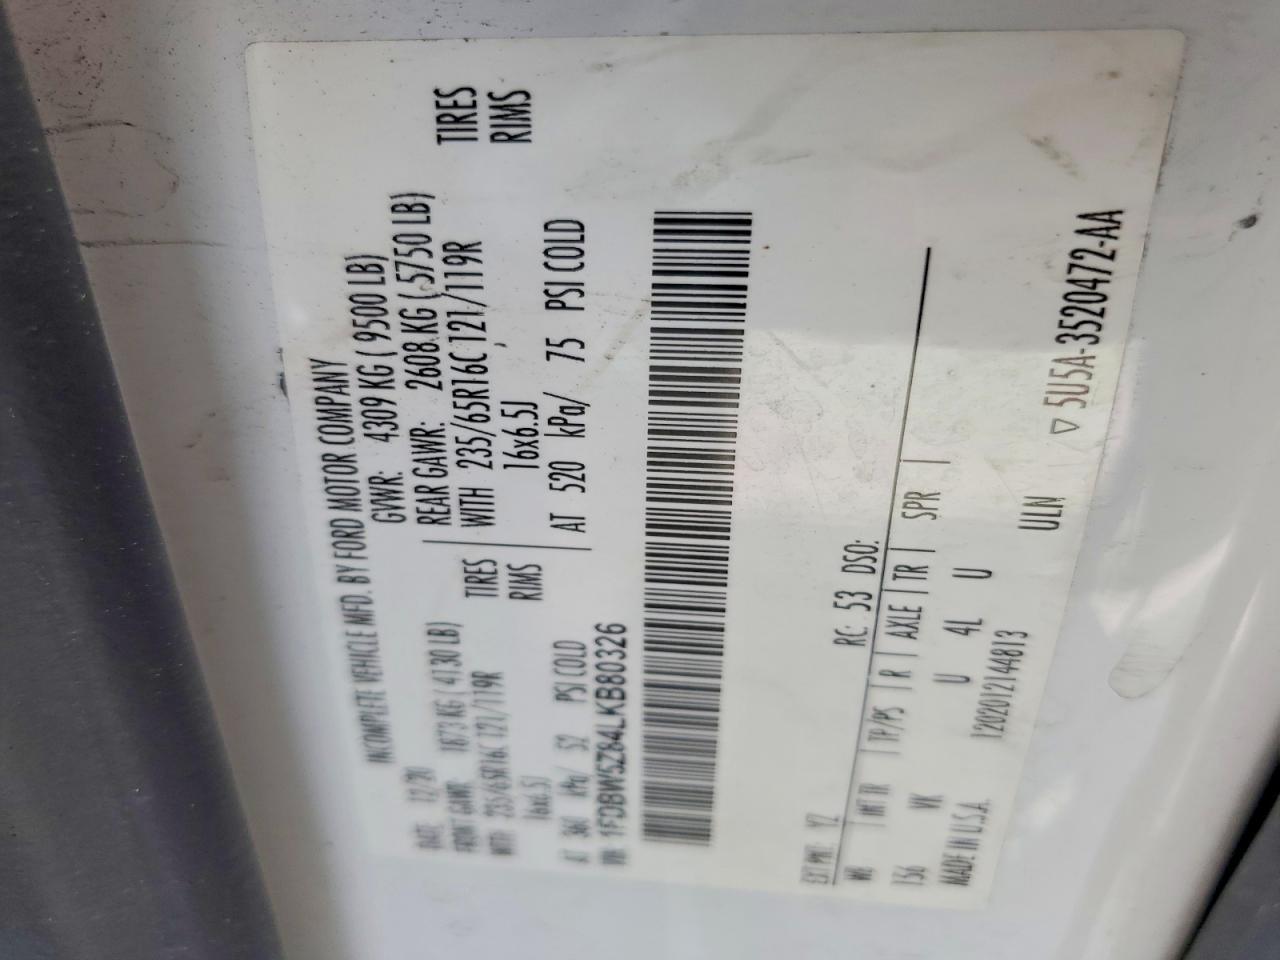 INCOMPLETE VEHICLE MFD. BY FORD MOTOR COMPANY
DATE: 12/20 GVWR: 4309 KG ( 9500 LB)
FRONT GAWR: 1873 KG ( 4130 LB) REAR GAWR: 2608 KG ( 5750 LB)
WITH 235/65R16C 121/119R TIRES WITH 235/65R16C 121/119R TIRES
16x6.5J RIMS 16x6.5J RIMS
AT 360 kPa/ 52 PSI COLD AT 520 kPa/ 75 PSI COLD
VIN: 1FDBW5Z84LKB80326
EXT PNT: YZ RC: 53 DSO:
WB INT TR TP/PS R AXLE TR SPR
156 VK U 4L U
MADE IN U.S.A. 1202012144813 ULN
▽ 5U5A-3520472-AA